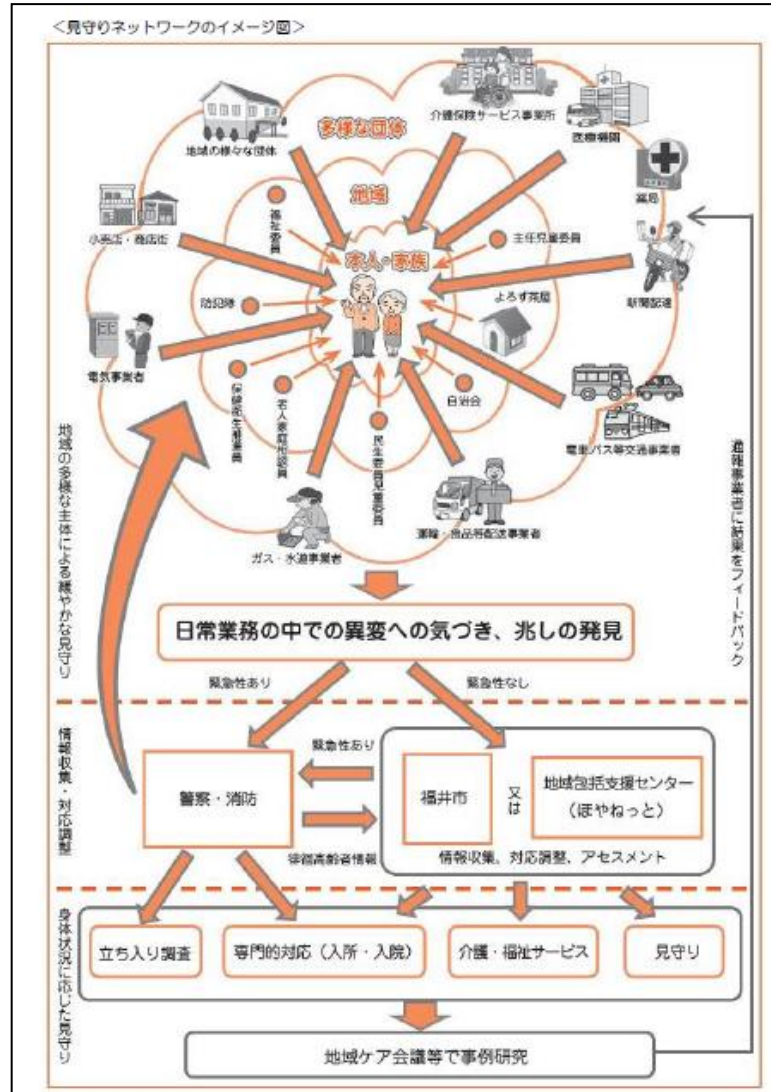 ＜見守りネットワークのイメージ図＞
多様な団体
地域の様々な団体
介護保険サービス事業所
医療機関
薬局
地域
福祉委員
主任児童委員
小売店・商店街
本人・家族
防犯隊
よろず茶屋
新聞配達
電気事業者
保健衛生推進員
老人家庭相談員
民生委員児童委員
自治会
電車・バス等交通事業者
ガス・水道事業者
運輸・食品等配送事業者
地域の多様な主体による緩やかな見守り
通報事業者に結果をフィードバック
日常業務の中での異変への気づき、兆しの発見
緊急性あり
緊急性なし
情報収集・対応調整
緊急性あり
警察・消防
福井市
又は
地域包括支援センター
（ほやねっと）
徘徊高齢者情報
情報収集、対応調整、アセスメント
身体状況に応じた見守り
立ち入り調査
専門的対応（入所・入院）
介護・福祉サービス
見守り
地域ケア会議等で事例研究